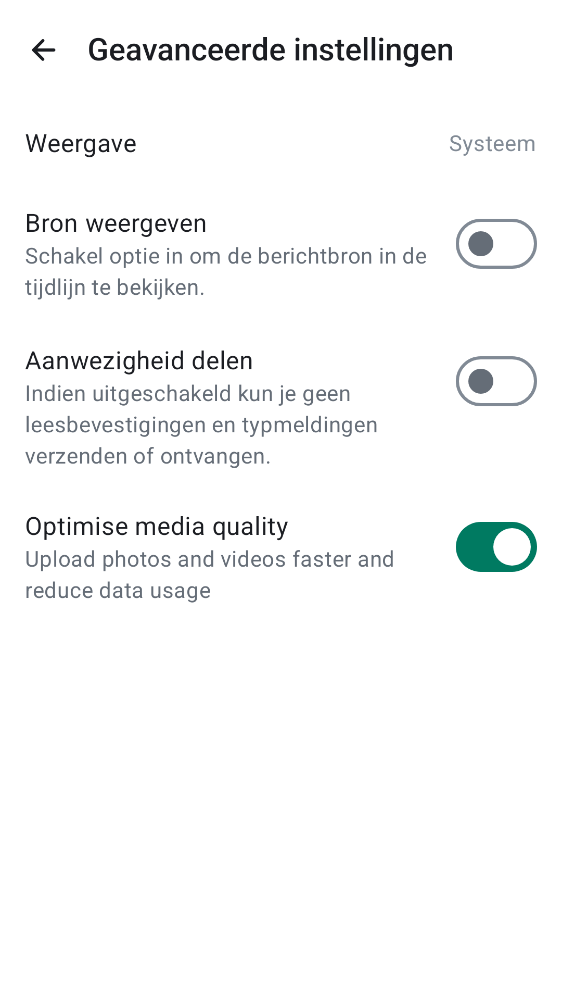 Geavanceerde instellingen
Weergave Systeem
Bron weergeven
Schakel optie in om de berichtbron in de
tijdlijn te bekijken.
Aanwezigheid delen
Indien uitgeschakeld kun je geen
leesbevestigingen en typmeldingen
verzenden of ontvangen.
Optimise media quality
Upload photos and videos faster and
reduce data usage